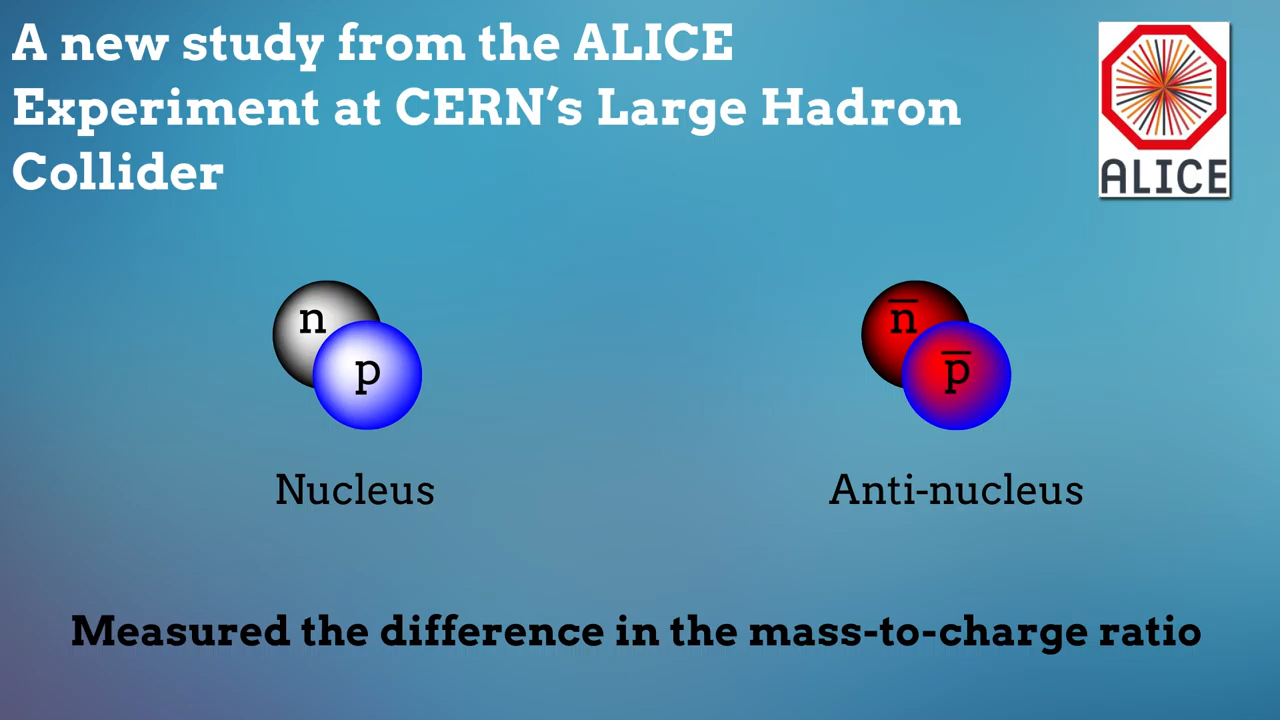 A new study from the ALICE
Experiment at CERN’s Large Hadron
Collider
ALICE
n
p
n̅
p̅
Nucleus
Anti-nucleus
Measured the difference in the mass-to-charge ratio